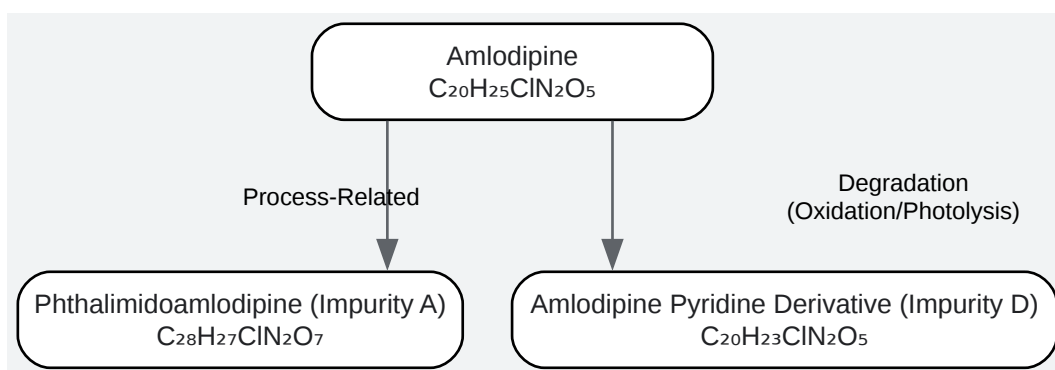 Amlodipine
C₂₀H₂₅ClN₂O₅
Process-Related
Degradation
(Oxidation/Photolysis)
Phthalimidoamlodipine (Impurity A)
C₂₈H₂₇ClN₂O₇
Amlodipine Pyridine Derivative (Impurity D)
C₂₀H₂₃ClN₂O₅